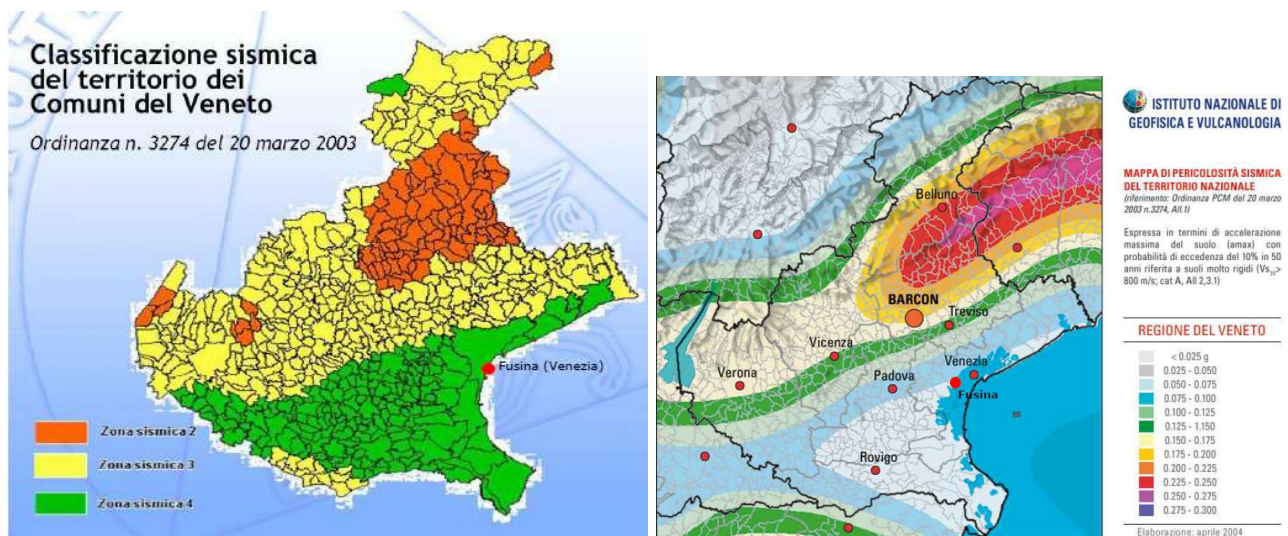 Classificazione sismica
del territorio dei
Comuni del Veneto
Ordinanza n. 3274 del 20 marzo 2003
Fusina (Venezia)
Zona sismica 2
Zona sismica 3
Zona sismica 4
Belluno
BARCON
Treviso
Vicenza
Verona
Padova
Venezia
Fusina
Rovigo
ISTITUTO NAZIONALE DI
GEOFISICA E VULCANOLOGIA
MAPPA DI PERICOLOSITÀ SISMICA
DEL TERRITORIO NAZIONALE
(riferimento: Ordinanza PCM del 20 marzo
2003 n.3274, All.1)
Espressa in termini di accelerazione
massima del suolo (amax) con
probabilità di eccedenza del 10% in 50
anni riferita a suoli molto rigidi (Vs30>
800 m/s; cat A, All 2,3.1)
REGIONE DEL VENETO
< 0.025 g
0.025 - 0.050
0.050 - 0.075
0.075 - 0.100
0.100 - 0.125
0.125 - 1.150
0.150 - 0.175
0.175 - 0.200
0.200 - 0.225
0.225 - 0.250
0.250 - 0.275
0.275 - 0.300
Elaborazione: aprile 2004